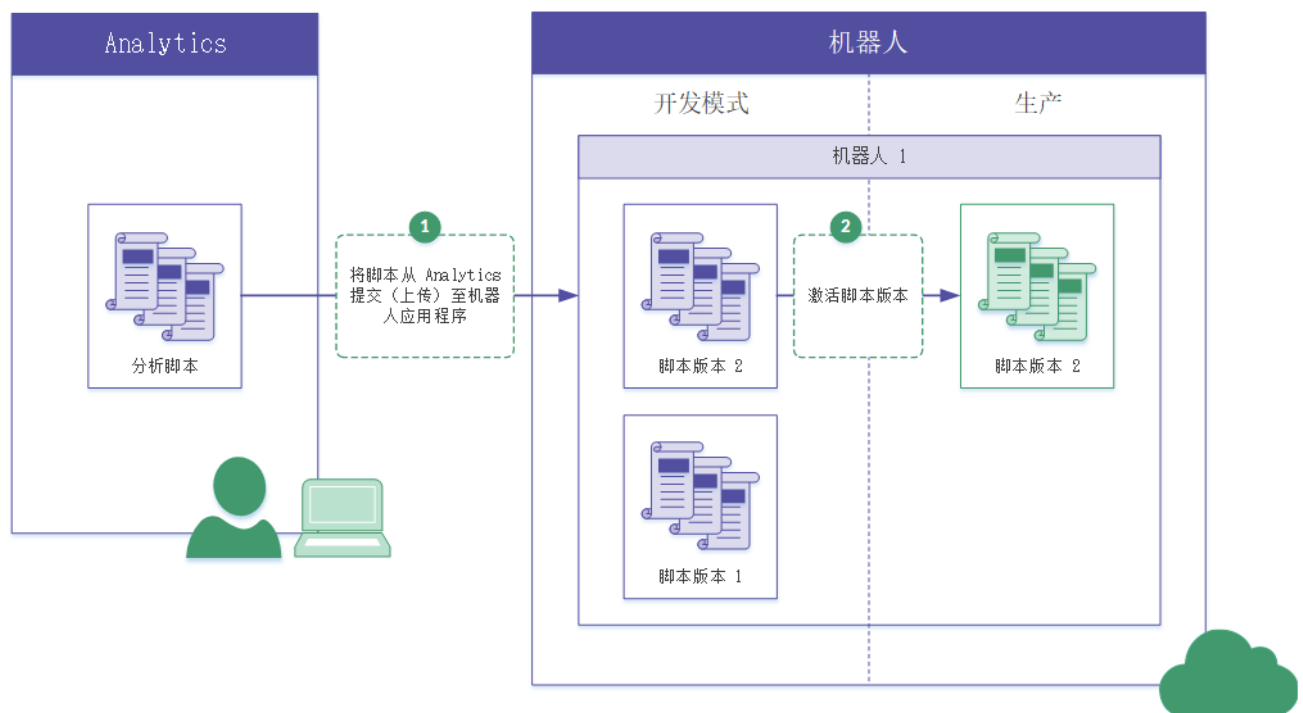 Analytics
机器人
开发模式
生产
机器人 1
1
将脚本从 Analytics
提交（上传）至机器
人应用程序
2
激活脚本版本
分析脚本
脚本版本 2
脚本版本 2
脚本版本 1